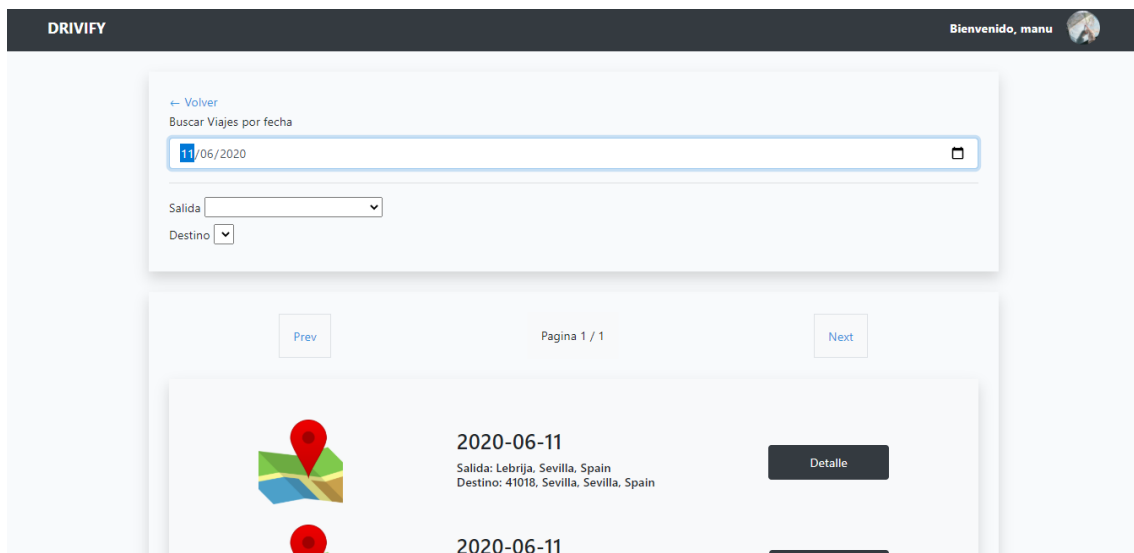 DRIVIFY
Bienvenido, manu
← Volver
Buscar Viajes por fecha
11/06/2020
Salida
Destino
Prev
Pagina 1 / 1
Next
2020-06-11
Salida: Lebrija, Sevilla, Spain
Destino: 41018, Sevilla, Sevilla, Spain
Detalle
2020-06-11